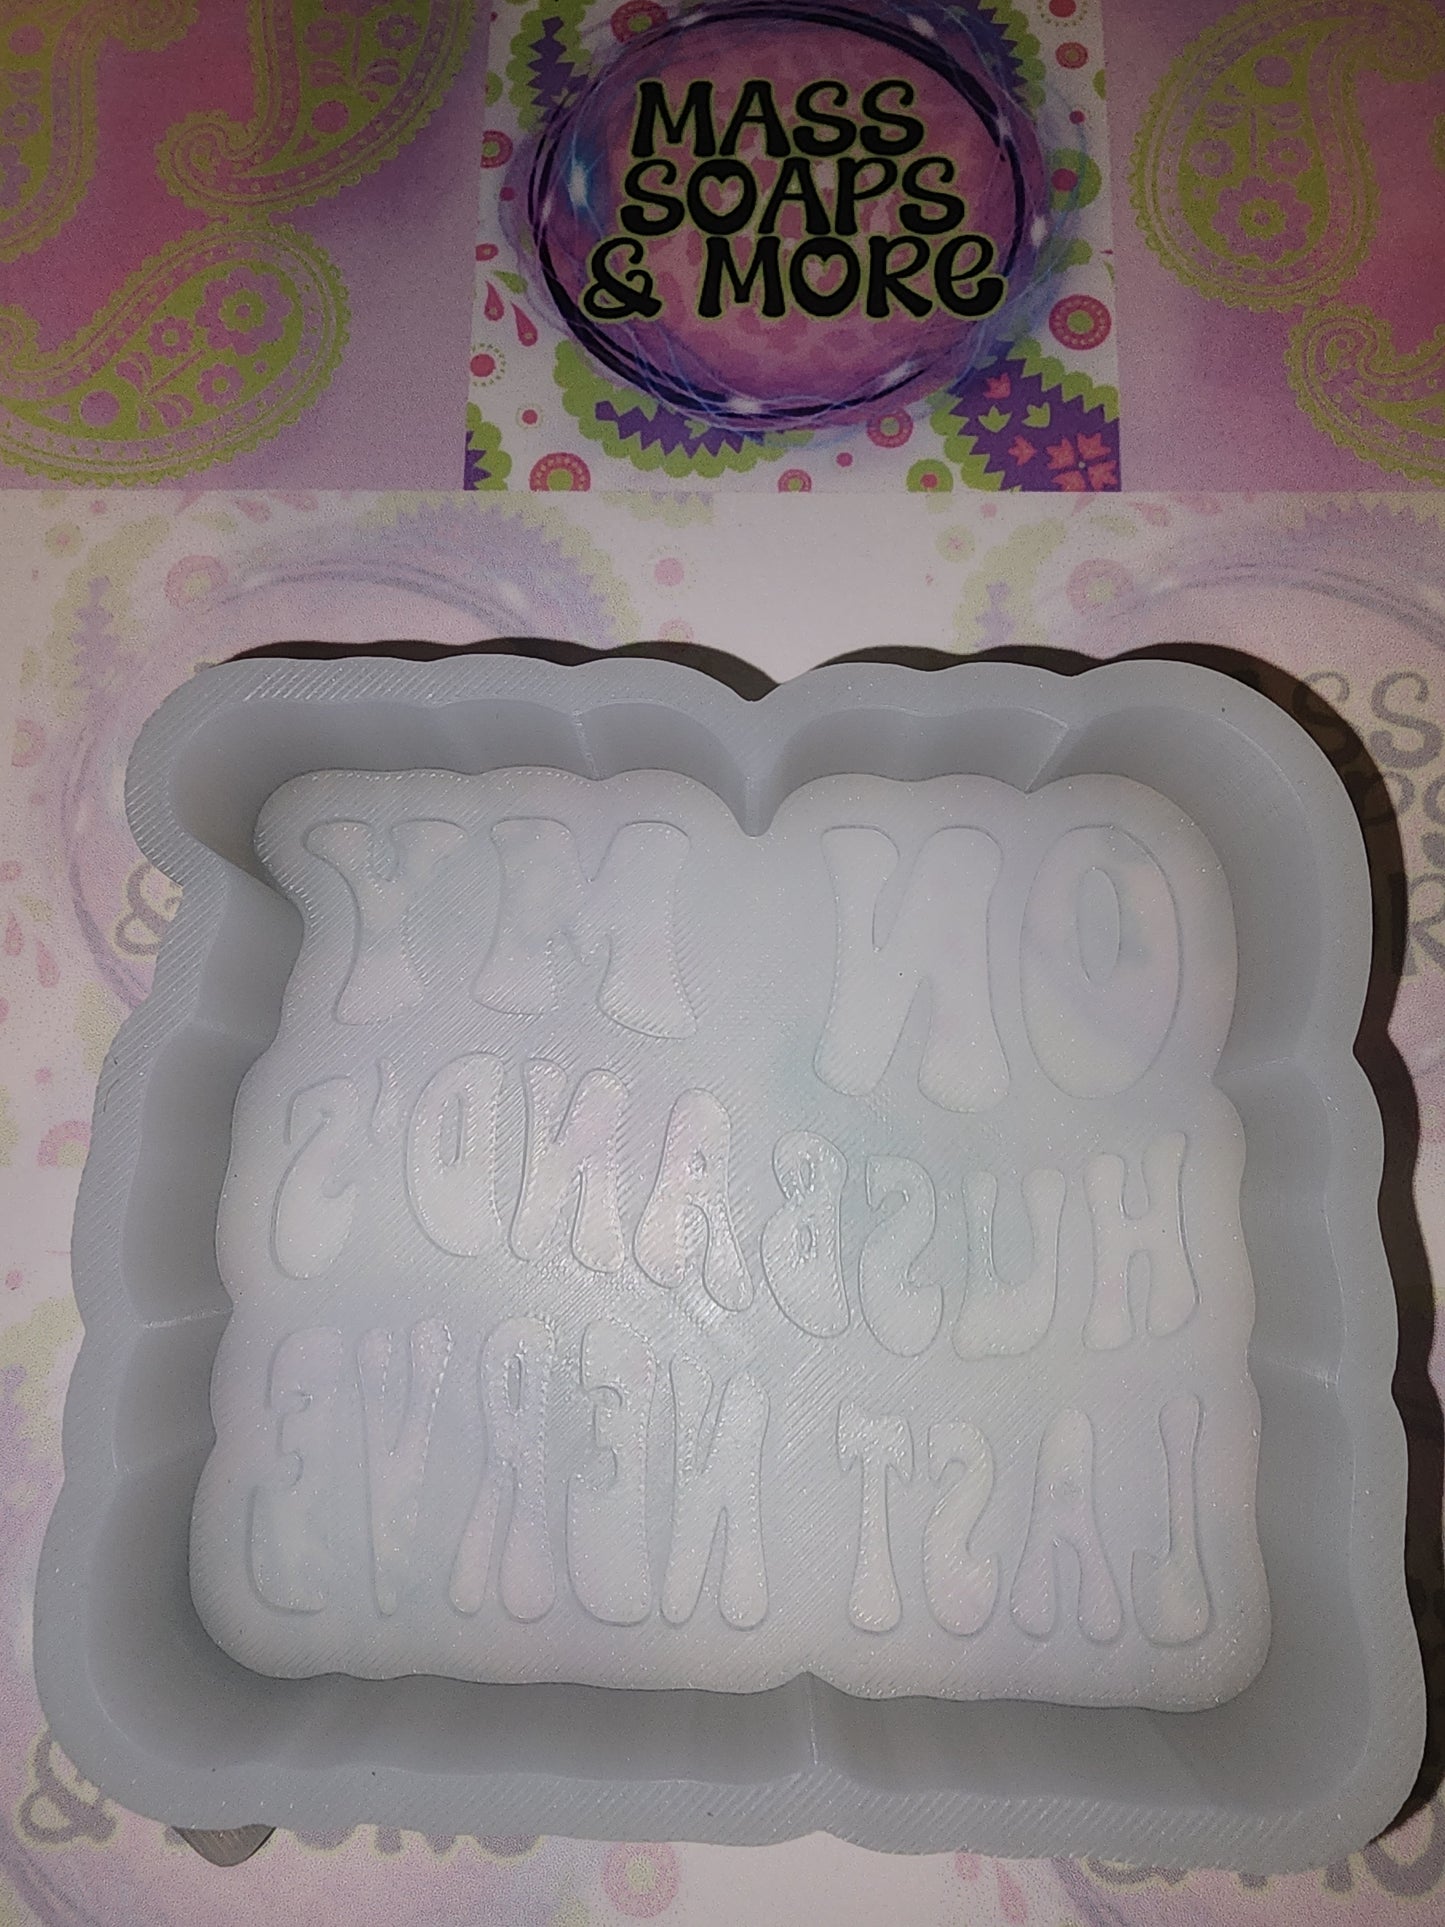 MASS
SOAPS
& MORE
ON MY
HUSBAND'S
LAST NERVE